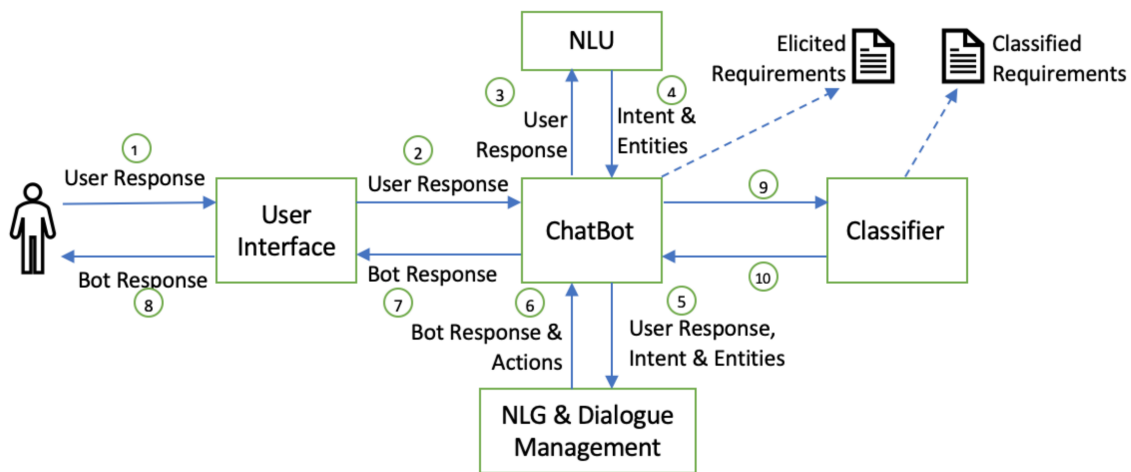 NLU
Elicited
Requirements
Classified
Requirements
3
4
User
Response
Intent &
Entities
1
User Response
2
User Response
9
User
Interface
ChatBot
Classifier
Bot Response
8
Bot Response
7
10
6
Bot Response &
Actions
5
User Response,
Intent & Entities
NLG & Dialogue
Management